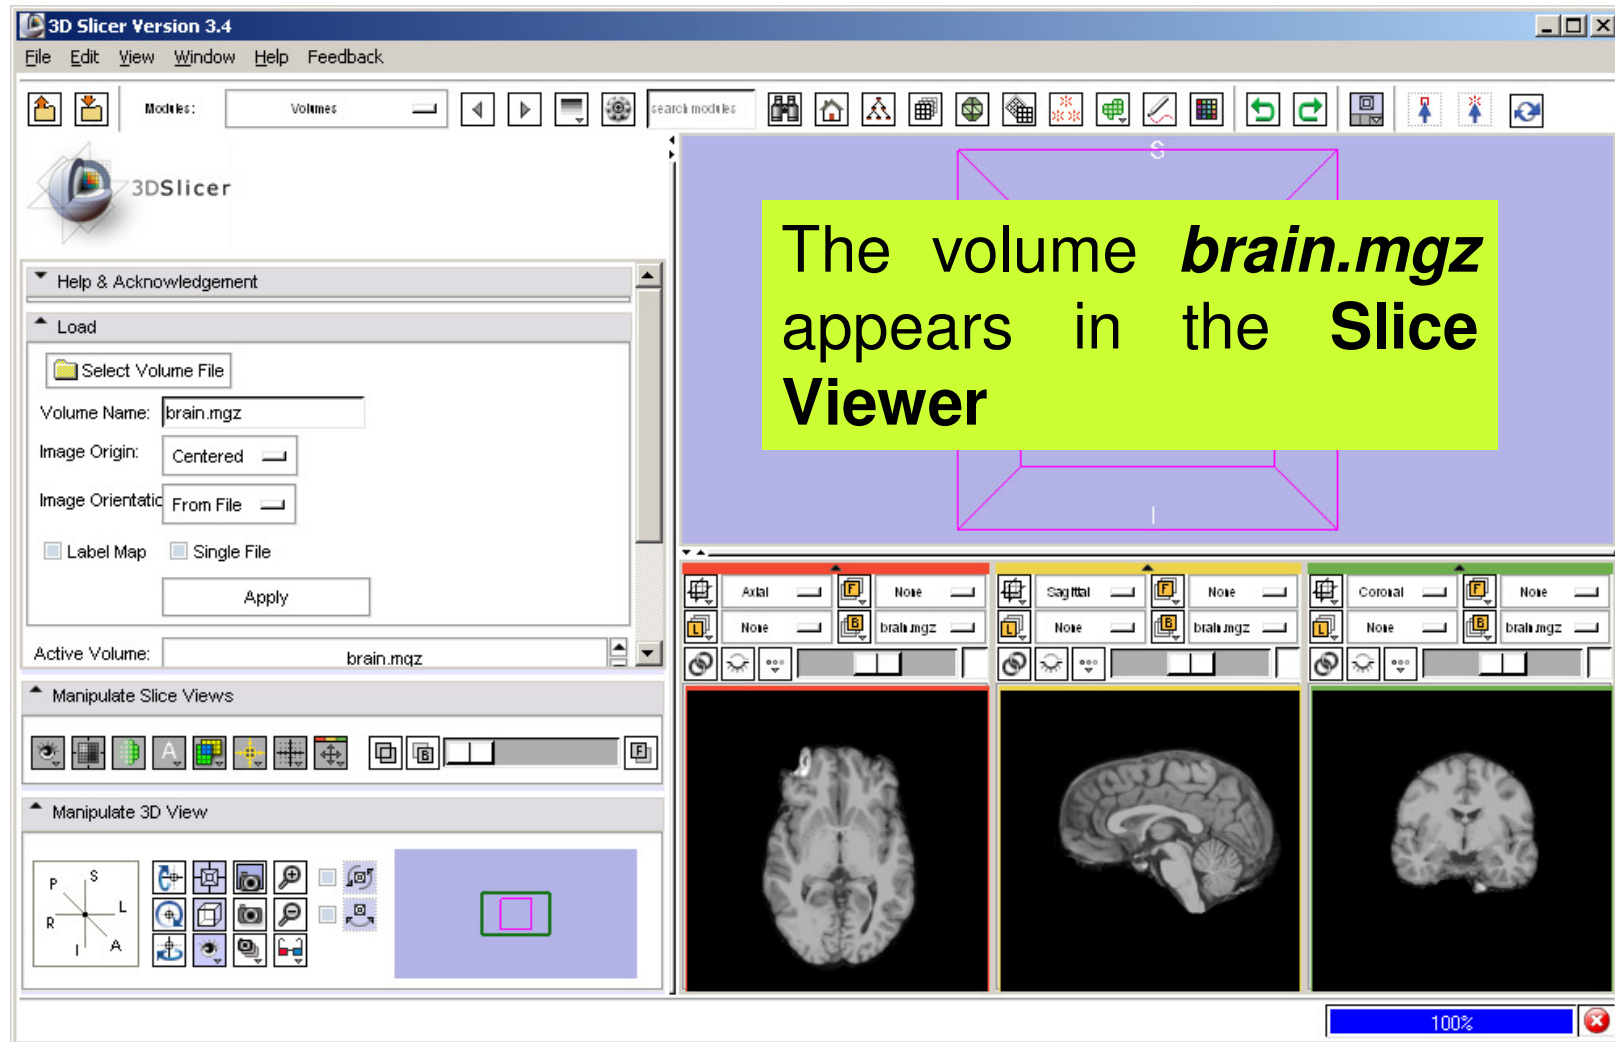 3D Slicer Version 3.4
File Edit View Window Help Feedback
Modules: Volumes search modules
3DSlicer
S
The volume brain.mgz
appears in the Slice
Viewer
I
Help & Acknowledgement
Load
Select Volume File
Volume Name: brain.mgz
Image Origin: Centered
Image Orientatic From File
Label Map Single File
Apply
Active Volume: brain.mgz
Manipulate Slice Views
A B F
Manipulate 3D View
P S
R L
I A
Axial F None
L None B brain.mgz
Sagittal F None
L None B brain.mgz
Coronal F None
L None B brain.mgz
100%